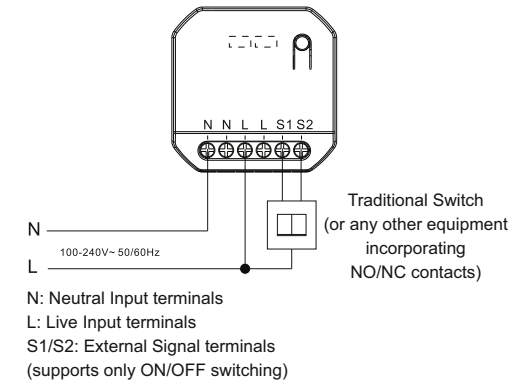 N N L L S1 S2
Traditional Switch
(or any other equipment
incorporating
NO/NC contacts)
N
100-240V~ 50/60Hz
L
N: Neutral Input terminals
L: Live Input terminals
S1/S2: External Signal terminals
(supports only ON/OFF switching)